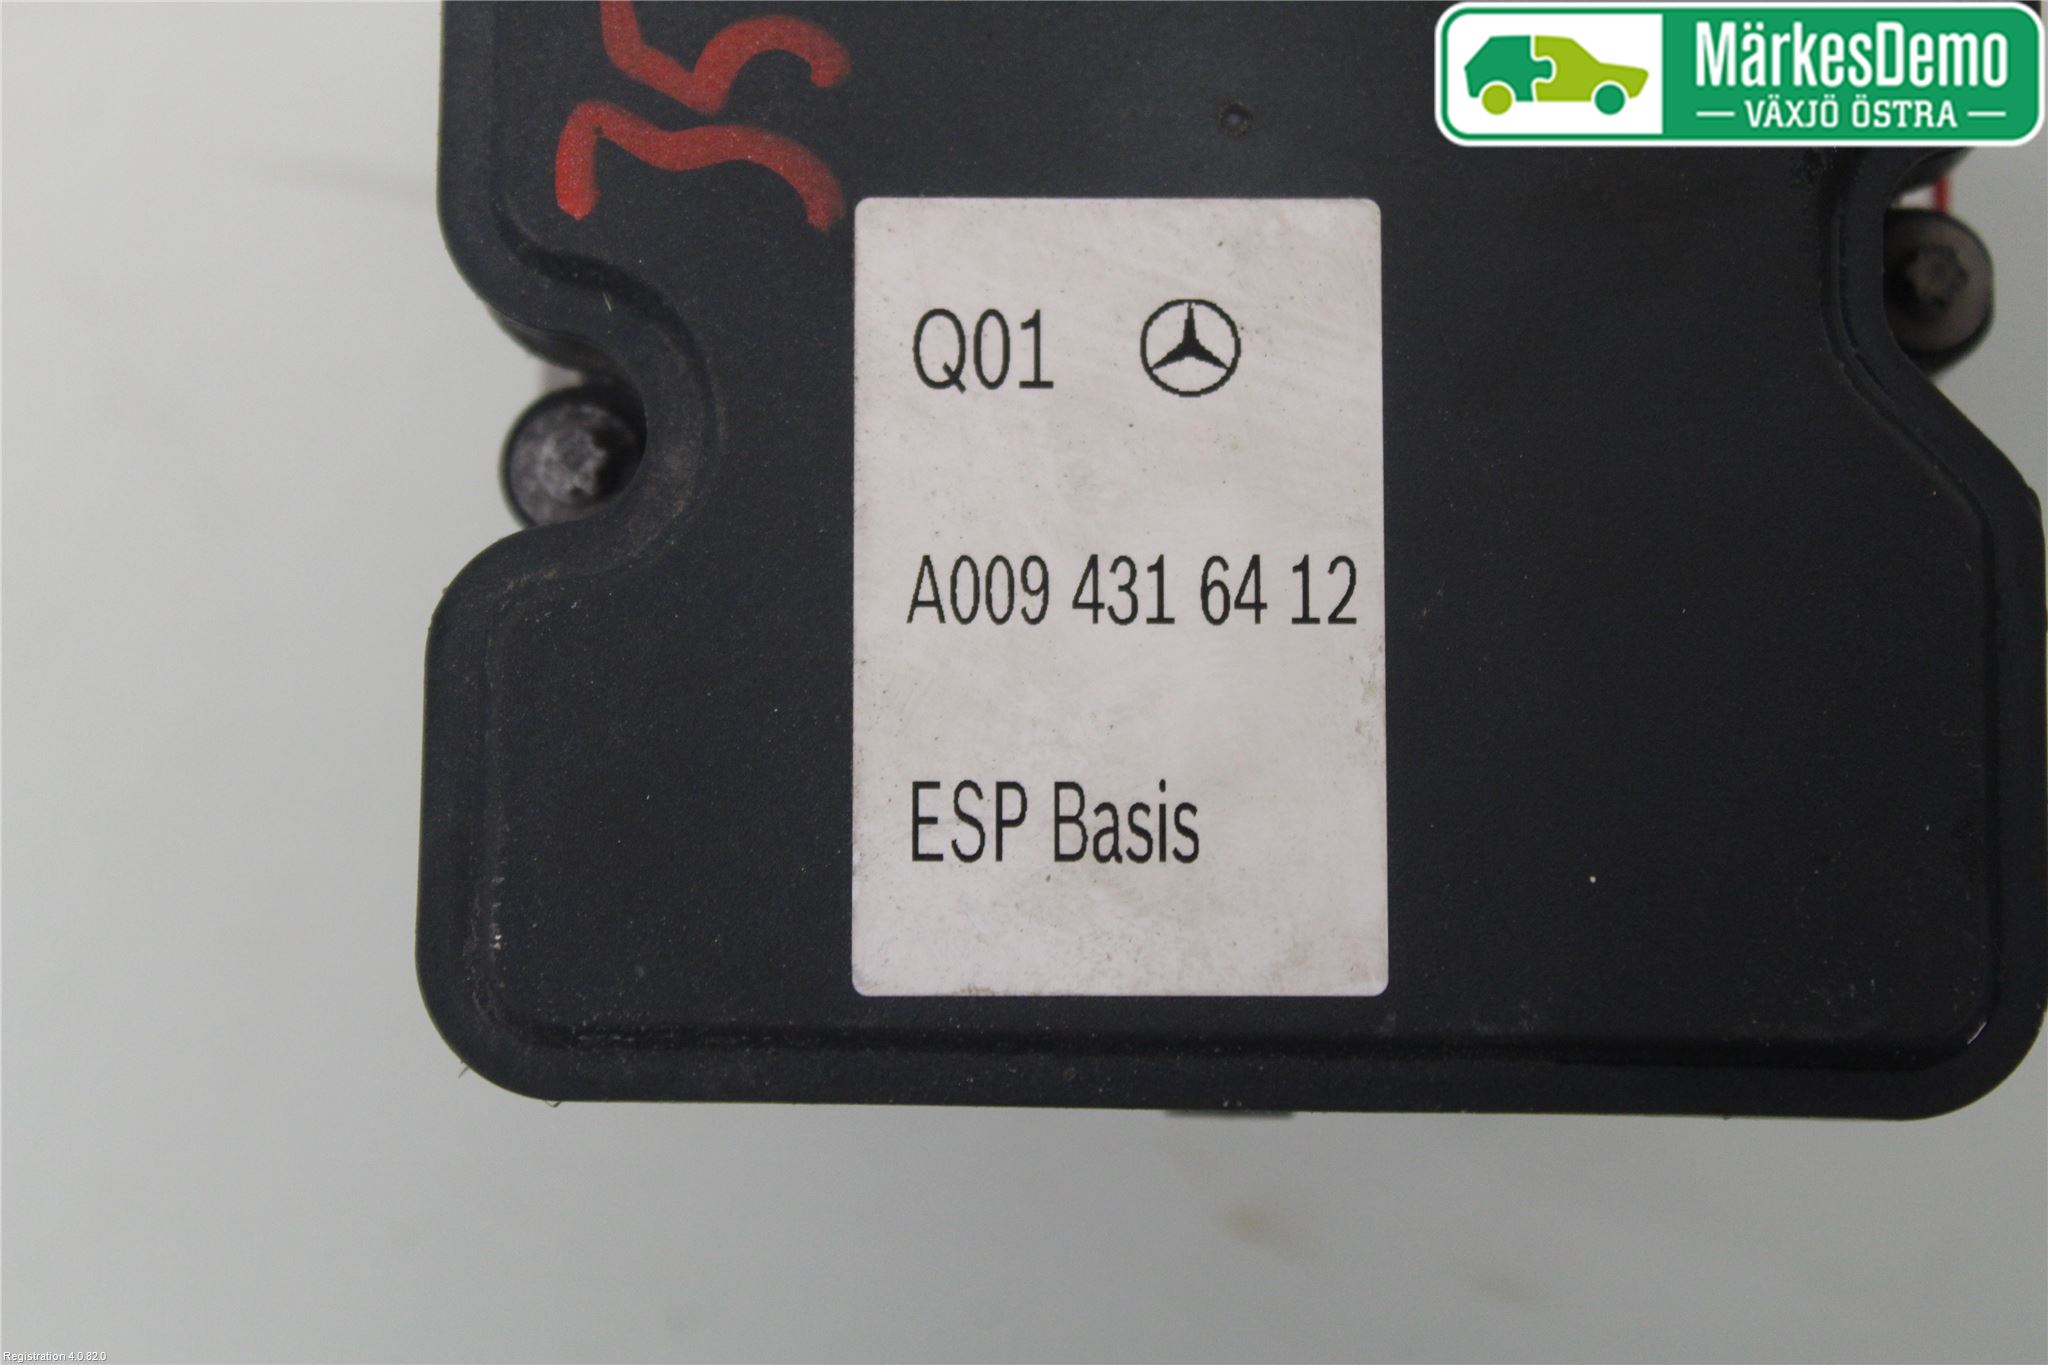 MärkesDemo
VÄXJÖ ÖSTRA
Q01
A009 431 64 12
ESP Basis
Registration 4.0.82.0